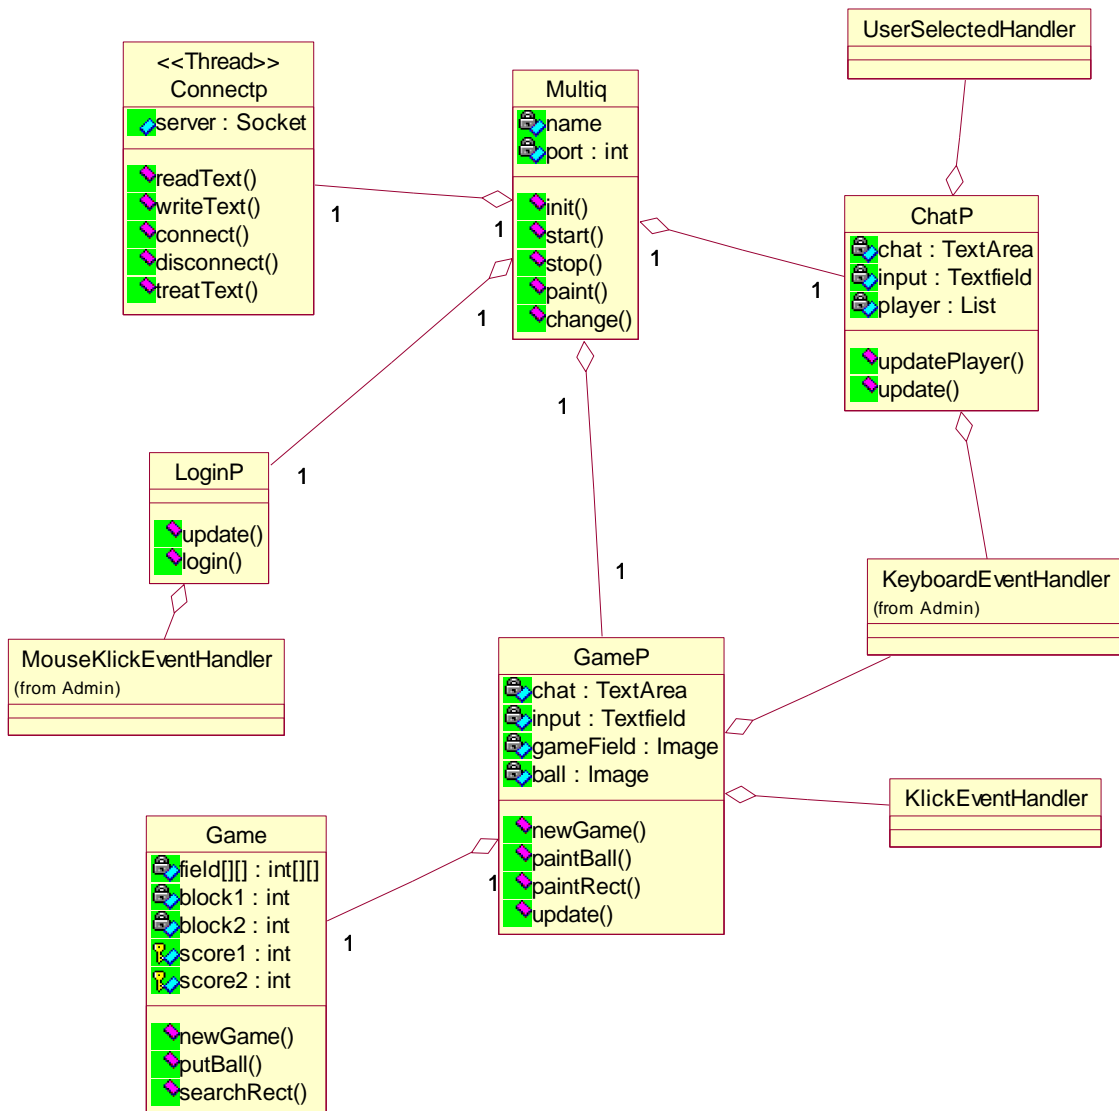 <<Thread>>
Connectp
server : Socket
readText()
writeText()
connect()
disconnect()
treatText()
1
1
Multiq
name
port : int
init()
start()
stop()
paint()
change()
1
1
UserSelectedHandler
ChatP
chat : TextArea
input : Textfield
player : List
updatePlayer()
update()
1
1
LoginP
update()
login()
1
1
MouseKlickEventHandler
(from Admin)
KeyboardEventHandler
(from Admin)
GameP
chat : TextArea
input : Textfield
gameField : Image
ball : Image
newGame()
paintBall()
paintRect()
update()
KlickEventHandler
1
1
Game
field[][] : int[][]
block1 : int
block2 : int
score1 : int
score2 : int
newGame()
putBall()
searchRect()